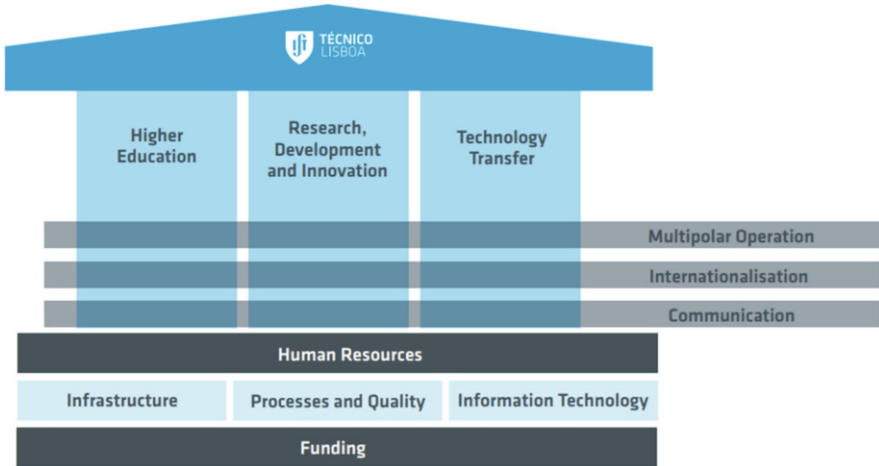 TÉCNICO
LISBOA
Higher
Education
Research,
Development
and Innovation
Technology
Transfer
Multipolar Operation
Internationalisation
Communication
Human Resources
Infrastructure
Processes and Quality
Information Technology
Funding